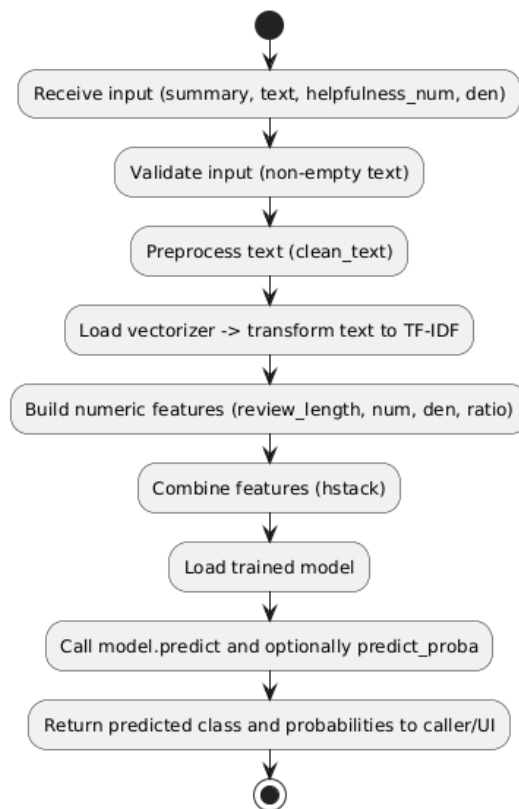 Receive input (summary, text, helpfulness_num, den)
Validate input (non-empty text)
Preprocess text (clean_text)
Load vectorizer -> transform text to TF-IDF
Build numeric features (review_length, num, den, ratio)
Combine features (hstack)
Load trained model
Call model.predict and optionally predict_proba
Return predicted class and probabilities to caller/UI